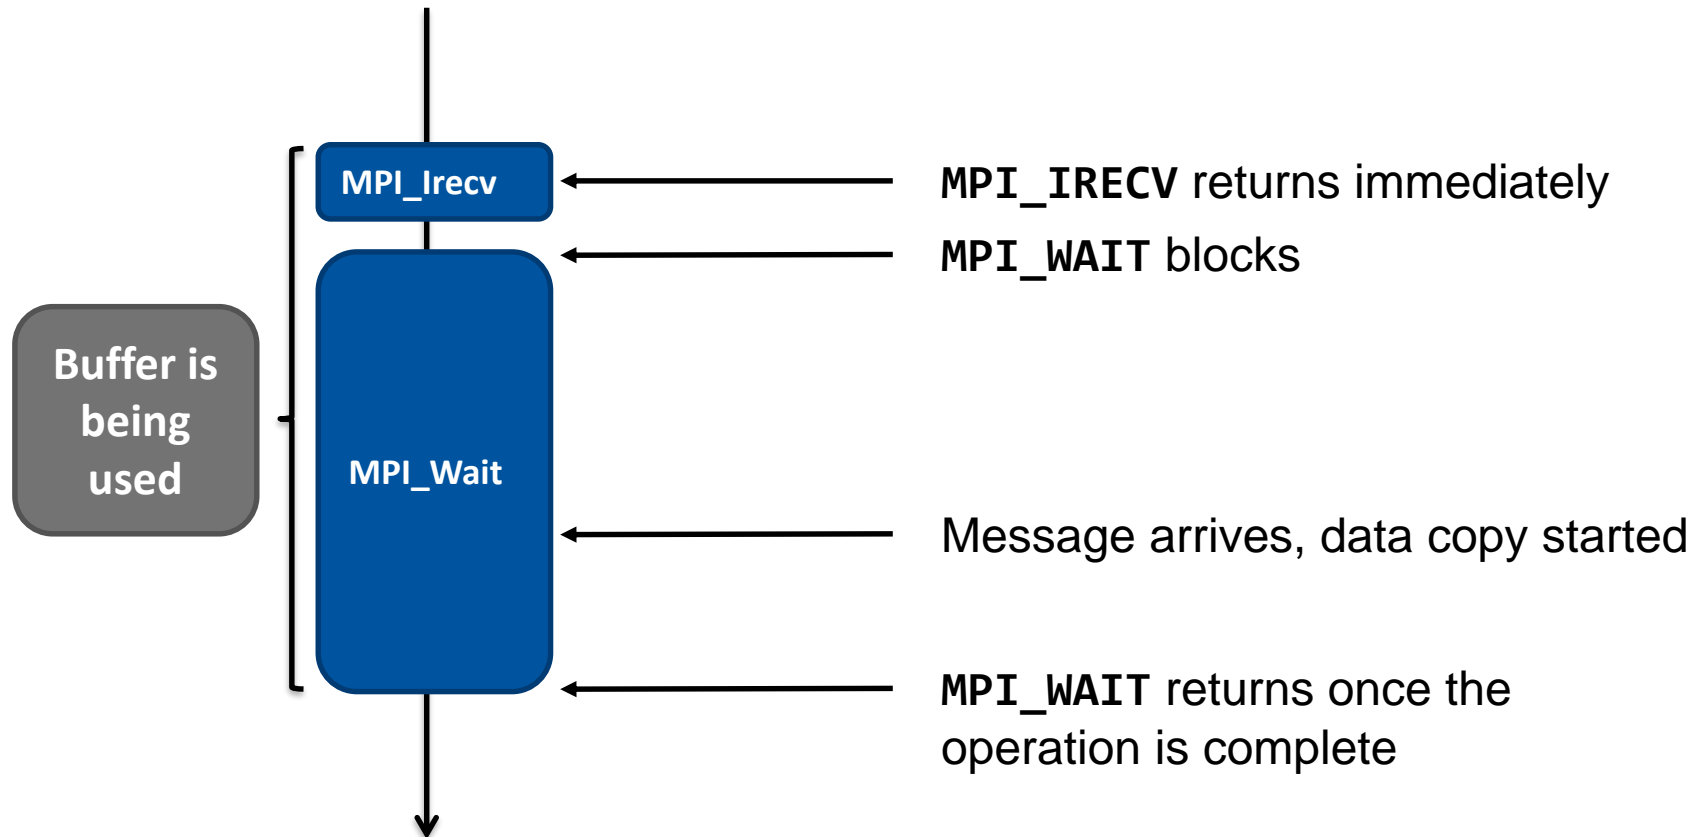 MPI_Irecv
MPI_IRECV returns immediately
MPI_WAIT blocks
Buffer is
being
used
MPI_Wait
Message arrives, data copy started
MPI_WAIT returns once the
operation is complete